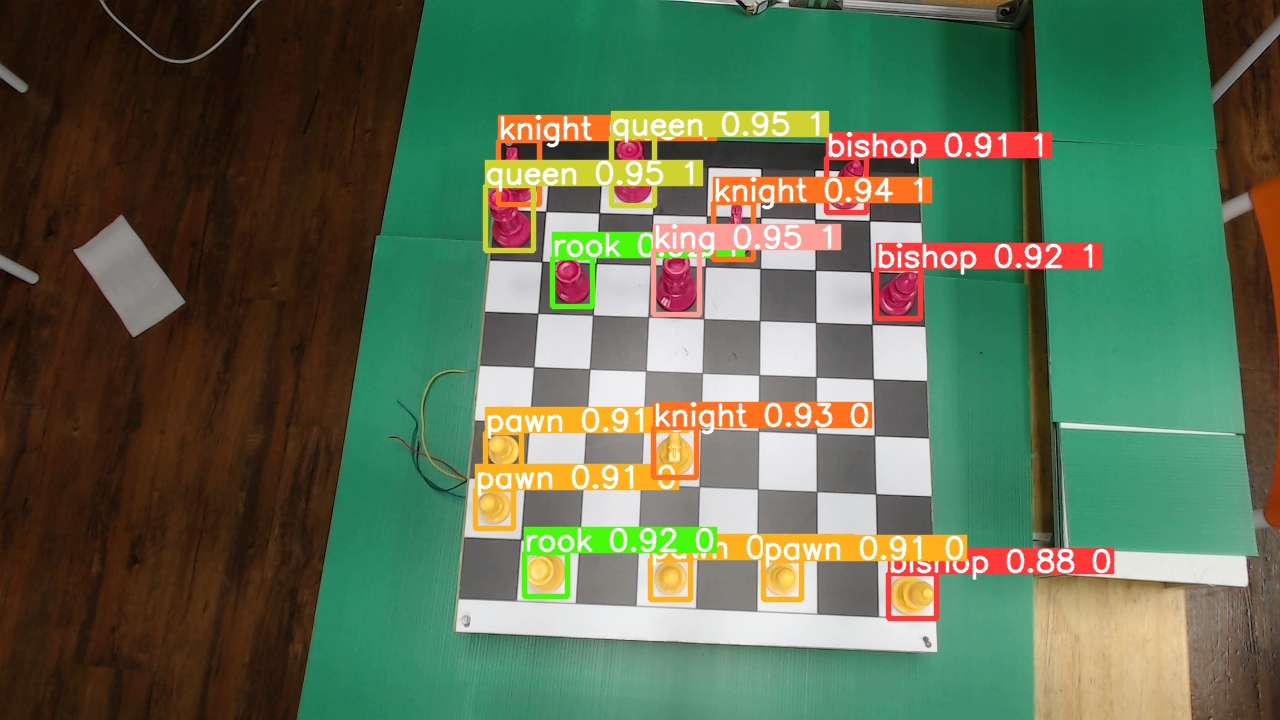 knight
queen 0.95 1
bishop 0.91 1
queen 0.95 1
knight 0.94 1
rook
king 0.95 1
bishop 0.92 1
pawn 0.91
knight 0.93 0
pawn 0.91 0
rook 0.92 0
pawn 0.91 0
bishop 0.88 0